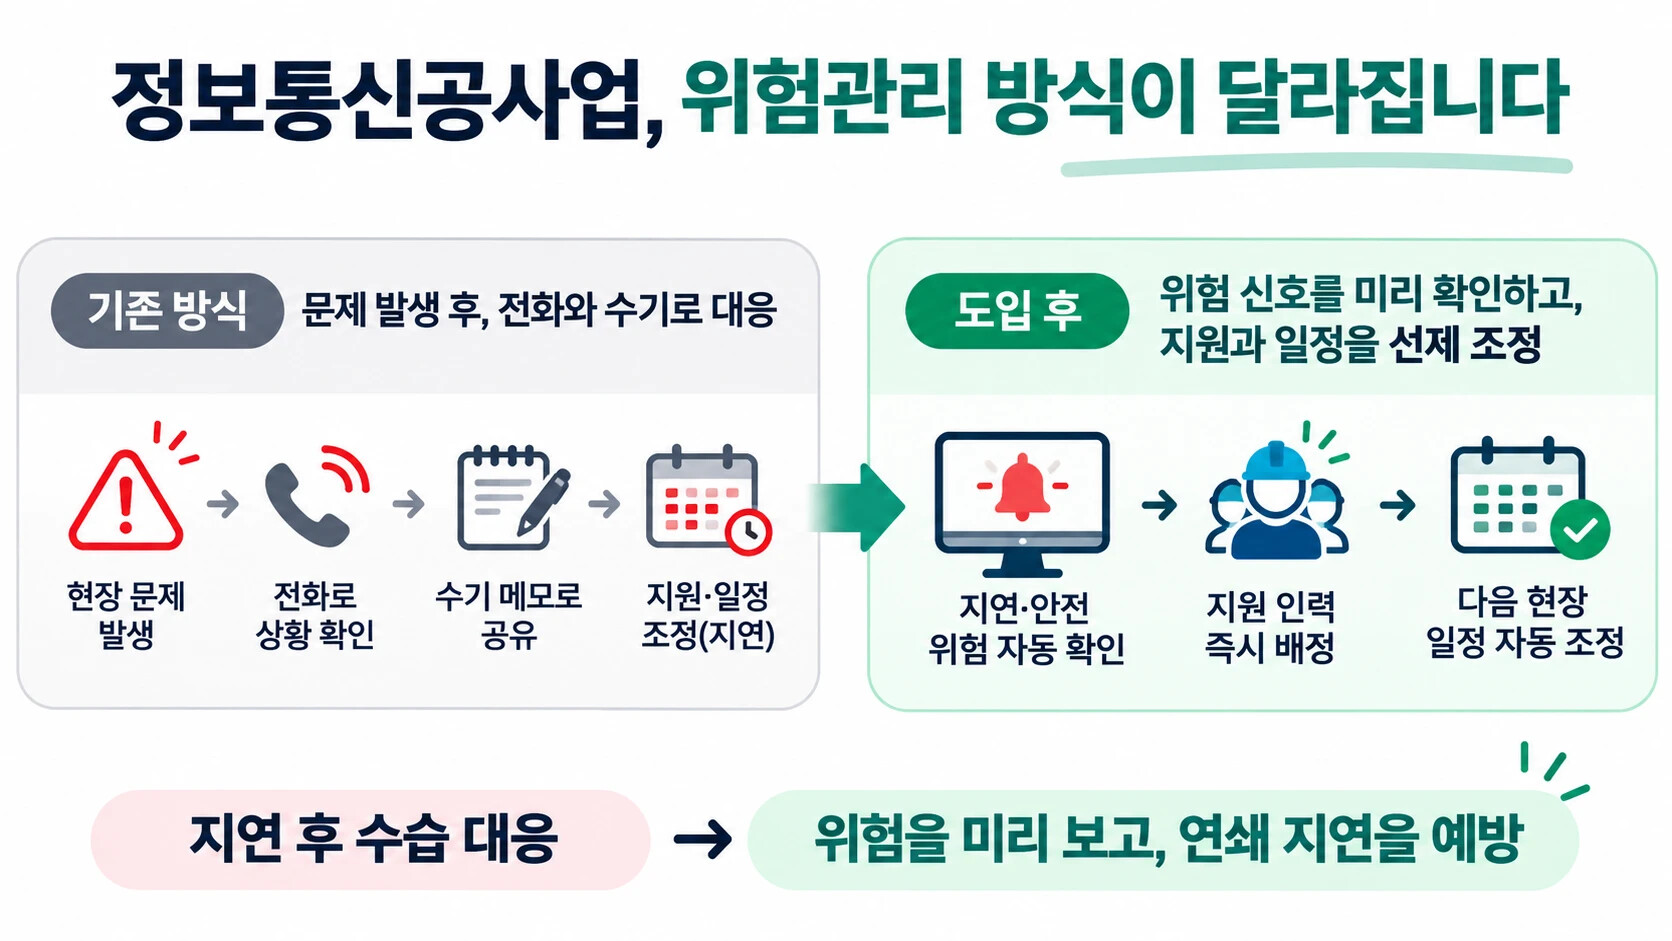 정보통신공사업, 위험관리 방식이 달라집니다
기존 방식
문제 발생 후, 전화와 수기로 대응
현장 문제
발생
전화로
상황 확인
수기 메모로
공유
지원·일정
조정(지연)
도입 후
위험 신호를 미리 확인하고,
지원과 일정을 선제 조정
지연·안전
위험 자동 확인
지원 인력
즉시 배정
다음 현장
일정 자동 조정
지연 후 수습 대응
위험을 미리 보고, 연쇄 지연을 예방